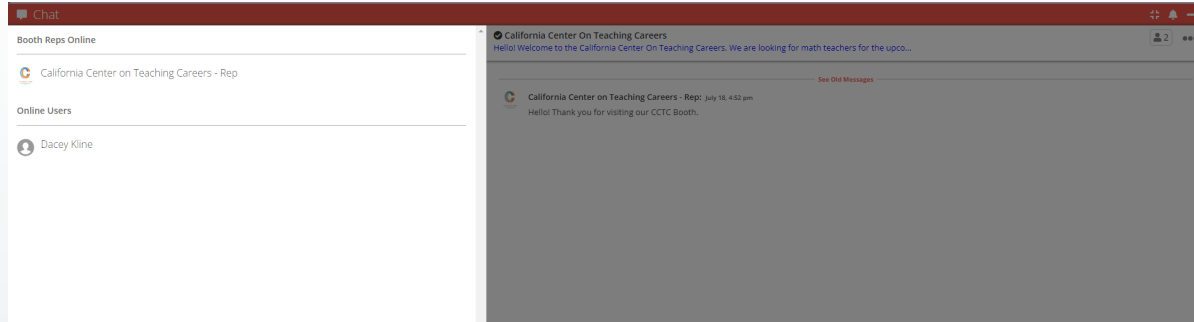 Chat
Booth Reps Online
California Center on Teaching Careers - Rep
Online Users
Dacey Kline
California Center On Teaching Careers
Hello! Welcome to the California Center On Teaching Careers. We are looking for math teachers for the upco...
2
See Old Messages
California Center on Teaching Careers - Rep: July 18, 4:52 pm
Hello! Thank you for visiting our CCTC Booth.